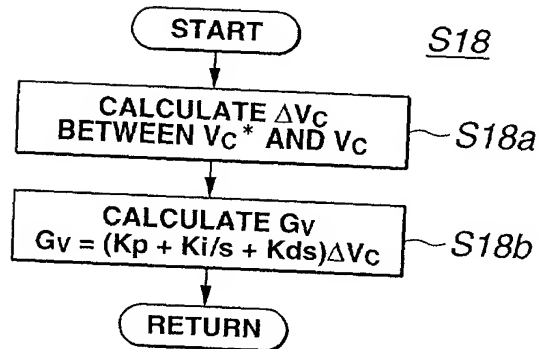 START
S18
CALCULATE ΔVC
BETWEEN VC* AND VC
S18a
CALCULATE GV
GV = (Kp + Ki/s + Kds)ΔVC
S18b
RETURN